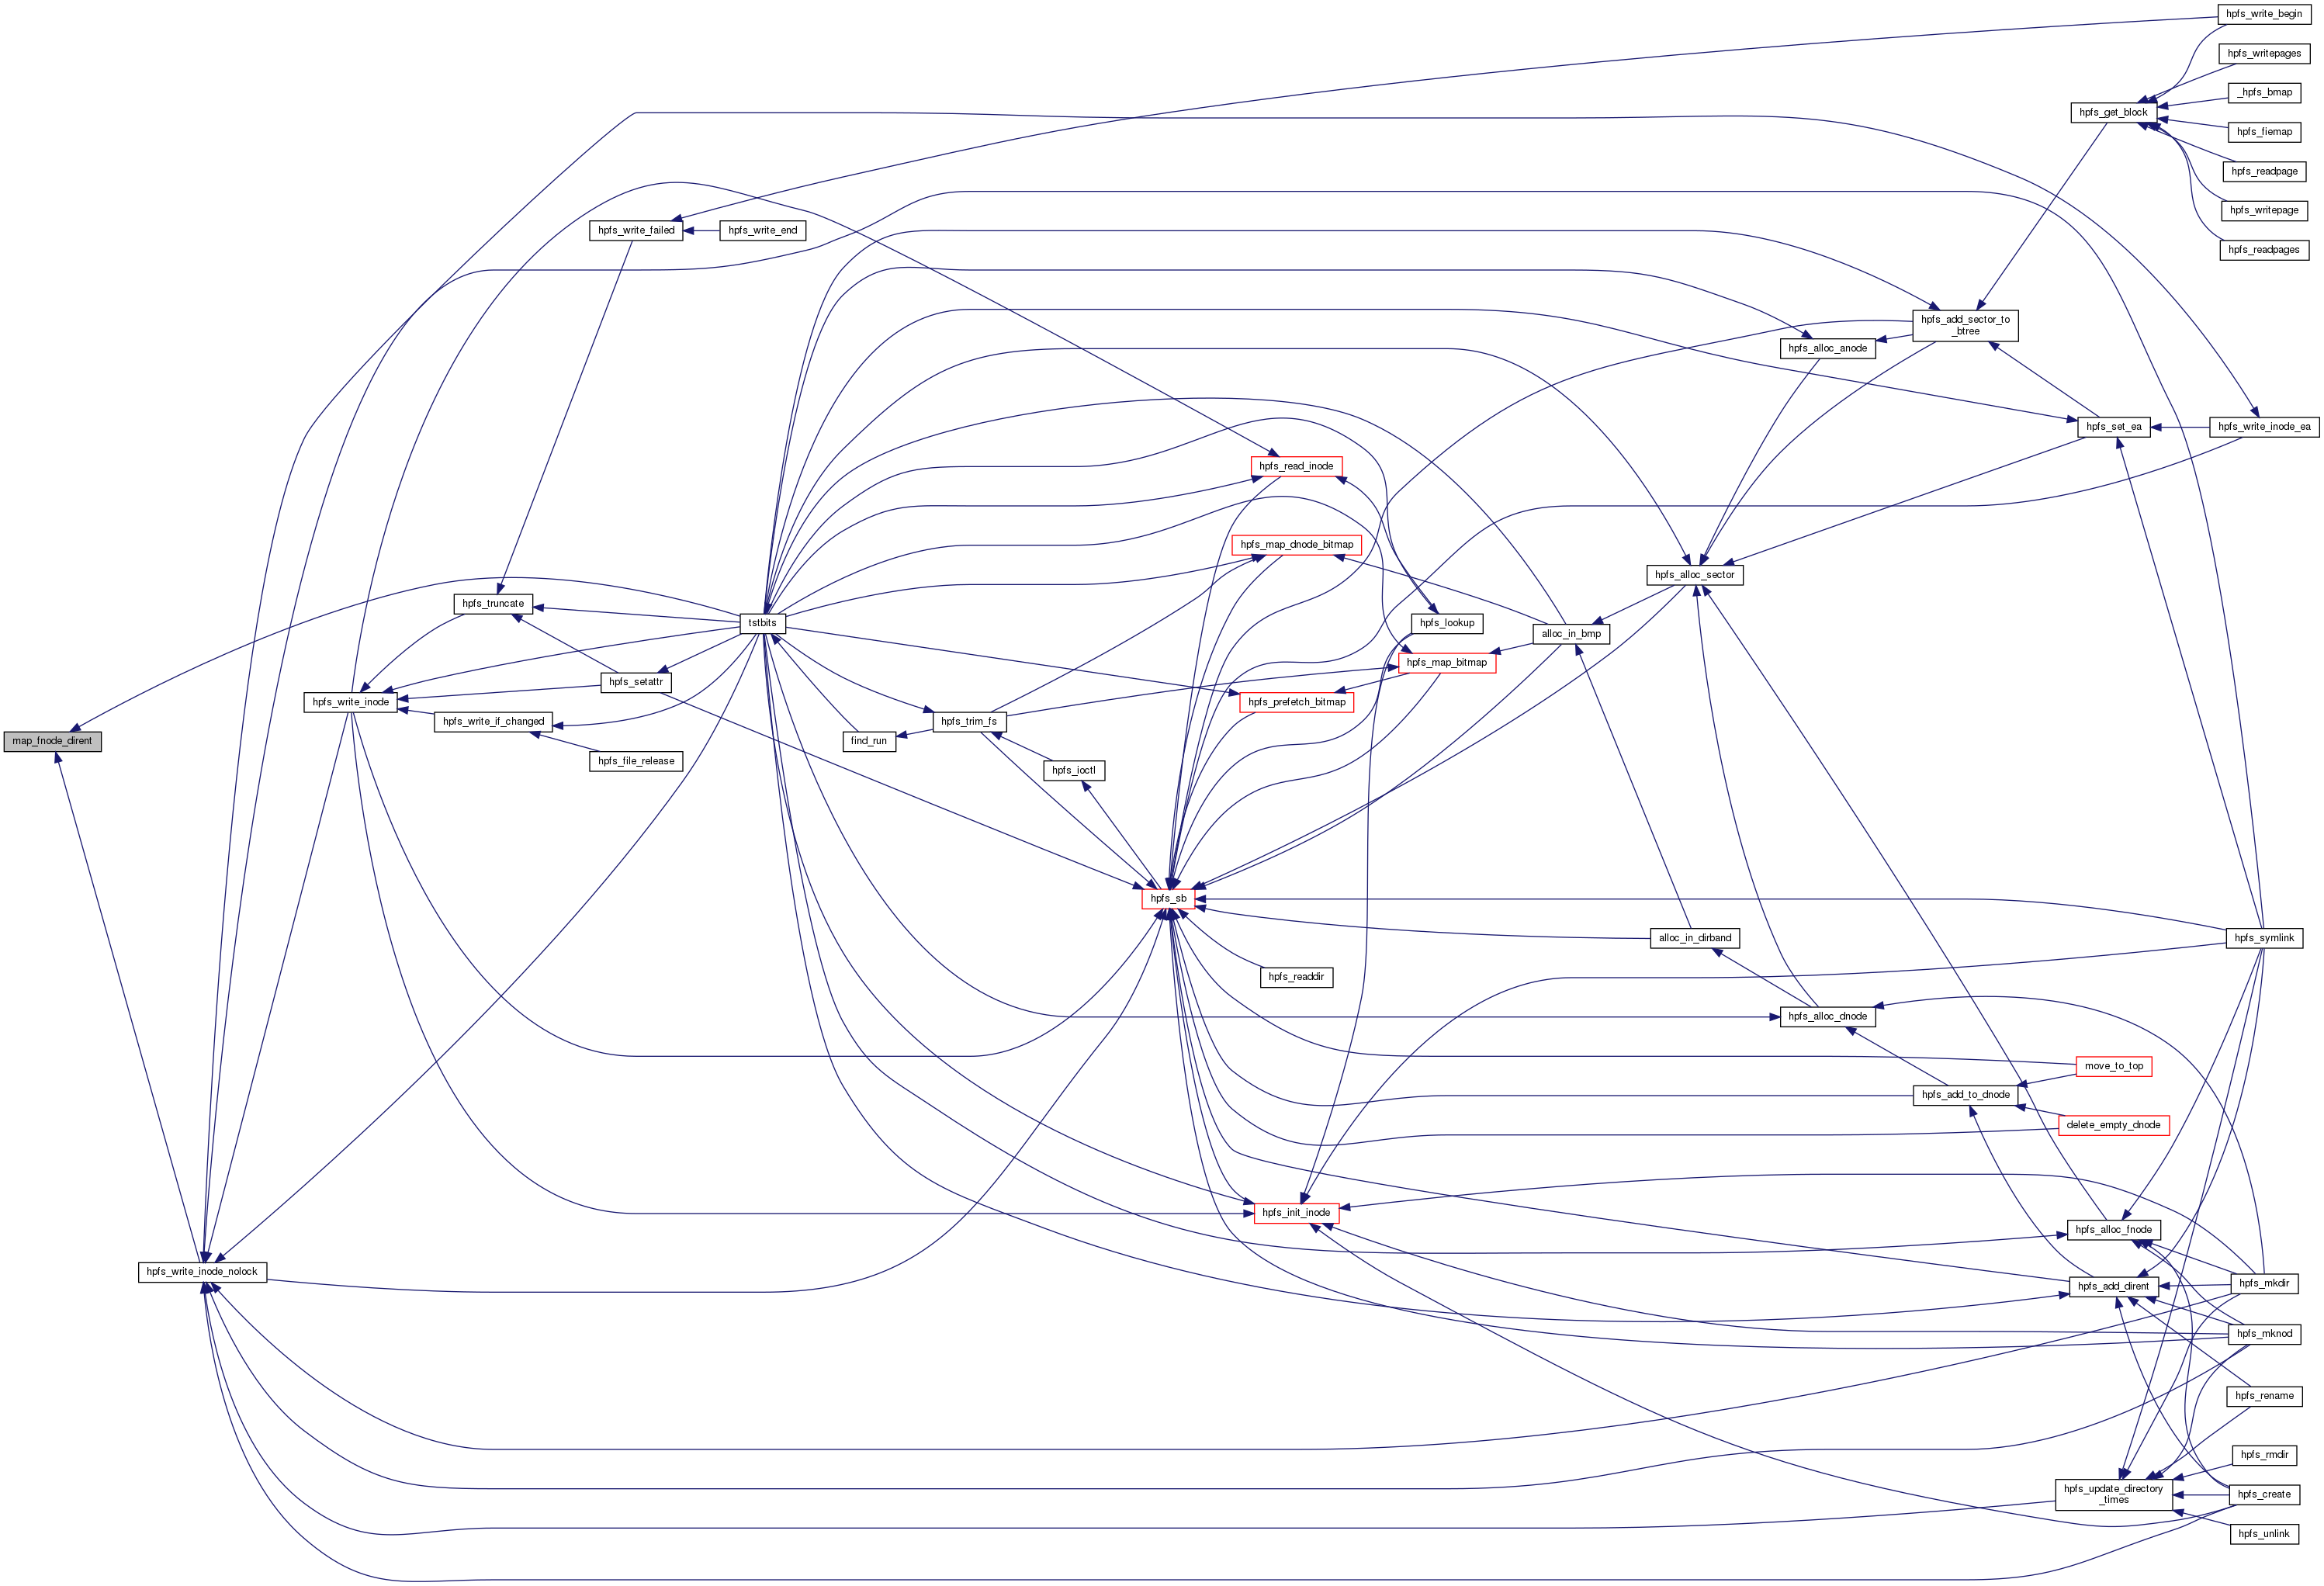 hpfs_write_begin
hpfs_writepages
_hpfs_bmap
hpfs_get_block
hpfs_fiemap
hpfs_readpage
hpfs_writepage
hpfs_write_failed
hpfs_write_end
hpfs_readpages
hpfs_add_sector_to
_btree
hpfs_alloc_anode
hpfs_set_ea
hpfs_write_inode_ea
hpfs_read_inode
hpfs_map_dnode_bitmap
hpfs_alloc_sector
hpfs_truncate
tstbits
hpfs_lookup
alloc_in_bmp
hpfs_map_bitmap
hpfs_setattr
hpfs_write_inode
hpfs_prefetch_bitmap
hpfs_write_if_changed
hpfs_trim_fs
map_fnode_dirent
find_run
hpfs_file_release
hpfs_ioctl
hpfs_sb
alloc_in_dirband
hpfs_symlink
hpfs_readdir
hpfs_alloc_dnode
move_to_top
hpfs_add_to_dnode
delete_empty_dnode
hpfs_init_inode
hpfs_alloc_fnode
hpfs_write_inode_nolock
hpfs_mkdir
hpfs_add_dirent
hpfs_mknod
hpfs_rename
hpfs_rmdir
hpfs_update_directory
_times
hpfs_create
hpfs_unlink